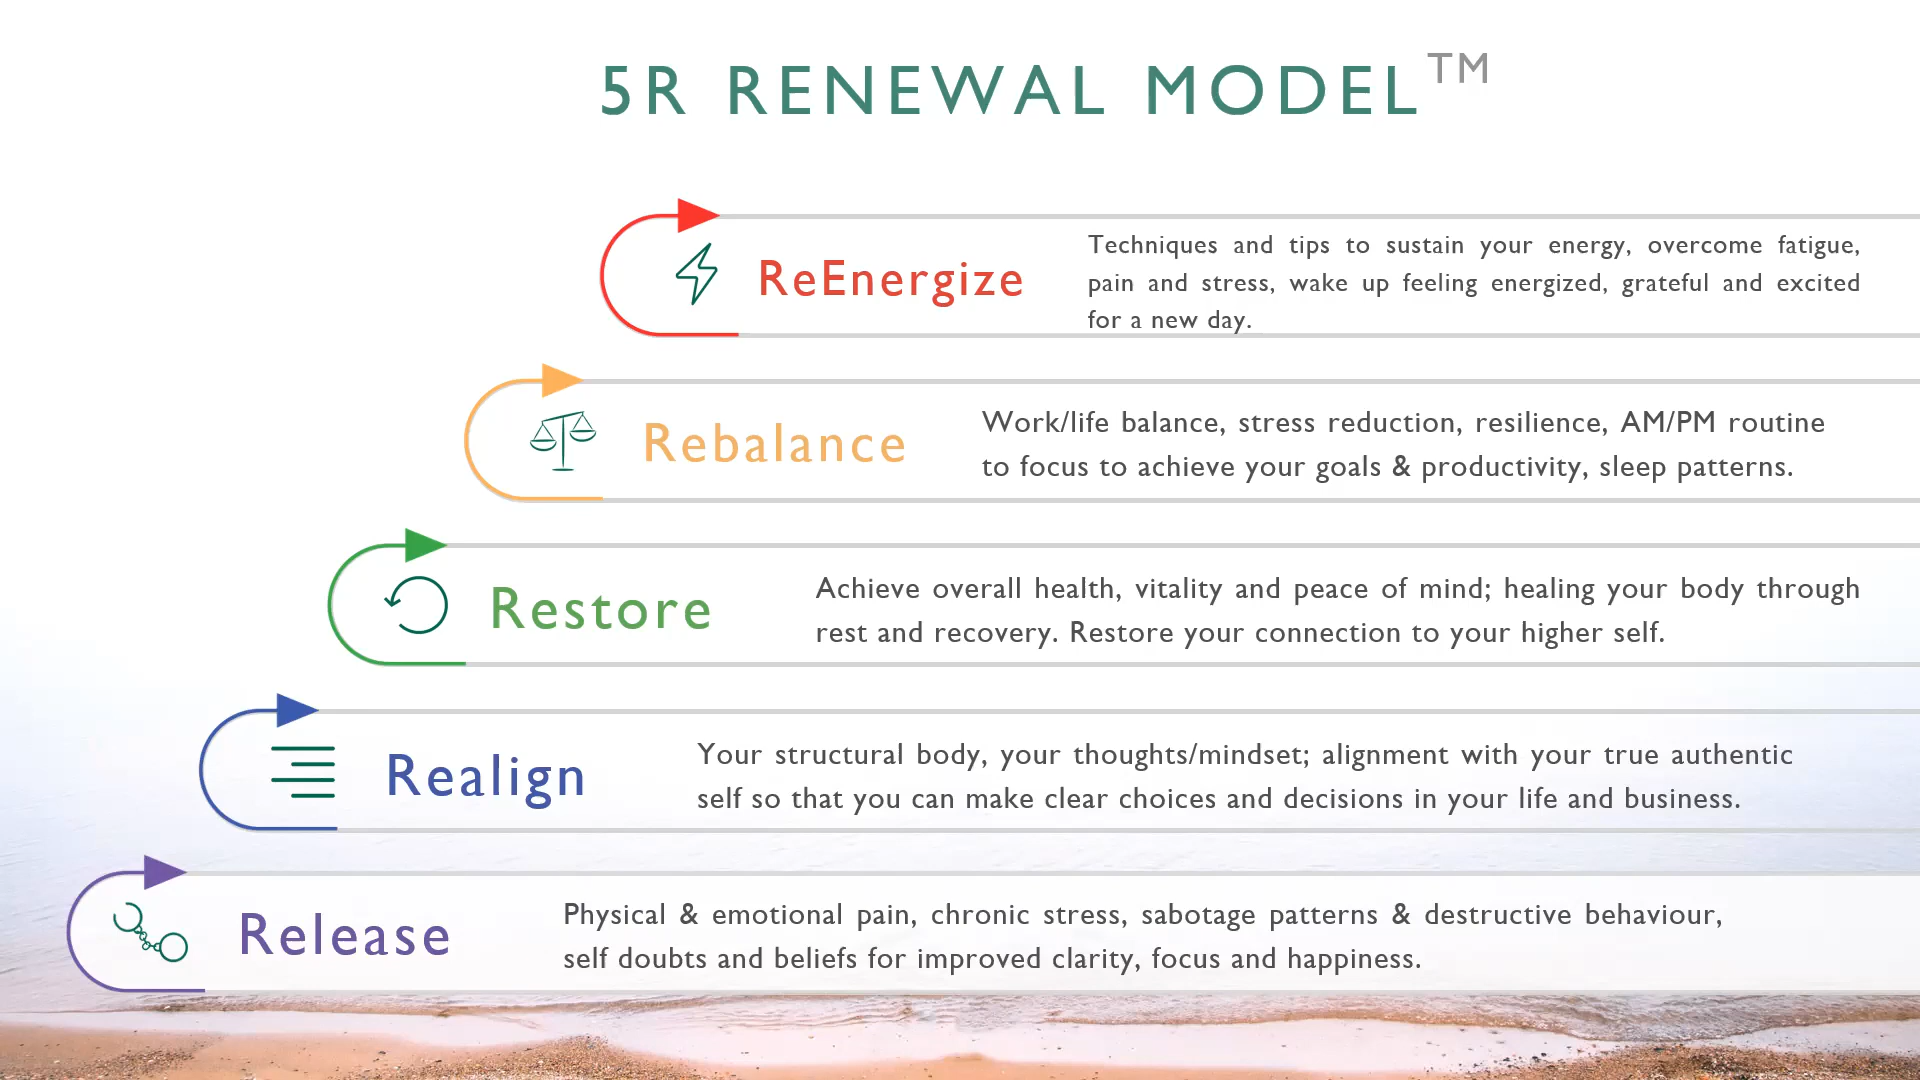 5R RENEWAL MODEL™
ReEnergize
Techniques and tips to sustain your energy, overcome fatigue,
pain and stress, wake up feeling energized, grateful and excited
for a new day.
Rebalance
Work/life balance, stress reduction, resilience, AM/PM routine
to focus to achieve your goals & productivity, sleep patterns.
Restore
Achieve overall health, vitality and peace of mind; healing your body through
rest and recovery. Restore your connection to your higher self.
Realign
Your structural body, your thoughts/mindset; alignment with your true authentic
self so that you can make clear choices and decisions in your life and business.
Release
Physical & emotional pain, chronic stress, sabotage patterns & destructive behaviour,
self doubts and beliefs for improved clarity, focus and happiness.